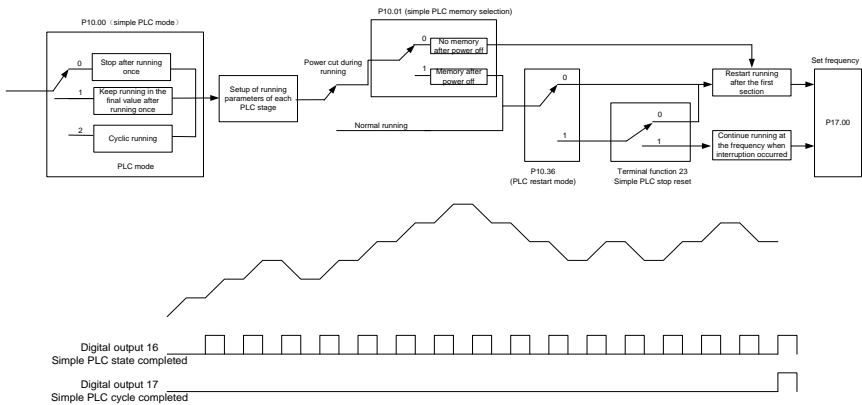 P10.00（simple PLC mode）
0
Stop after running
once
1
Keep running in the
final value after
running once
2
Cyclic running
PLC mode
Setup of running
parameters of each
PLC stage
Power cut during
running
Normal running
P10.01 (simple PLC memory selection)
0
No memory
after power off
1
Memory after
power off
0
1
P10.36
(PLC restart mode)
0
1
Terminal function 23
Simple PLC stop reset
Restart running
after the first
section
Continue running at
the frequency when
interruption occurred
Set frequency
P17.00
Digital output 16
Simple PLC state completed
Digital output 17
Simple PLC cycle completed